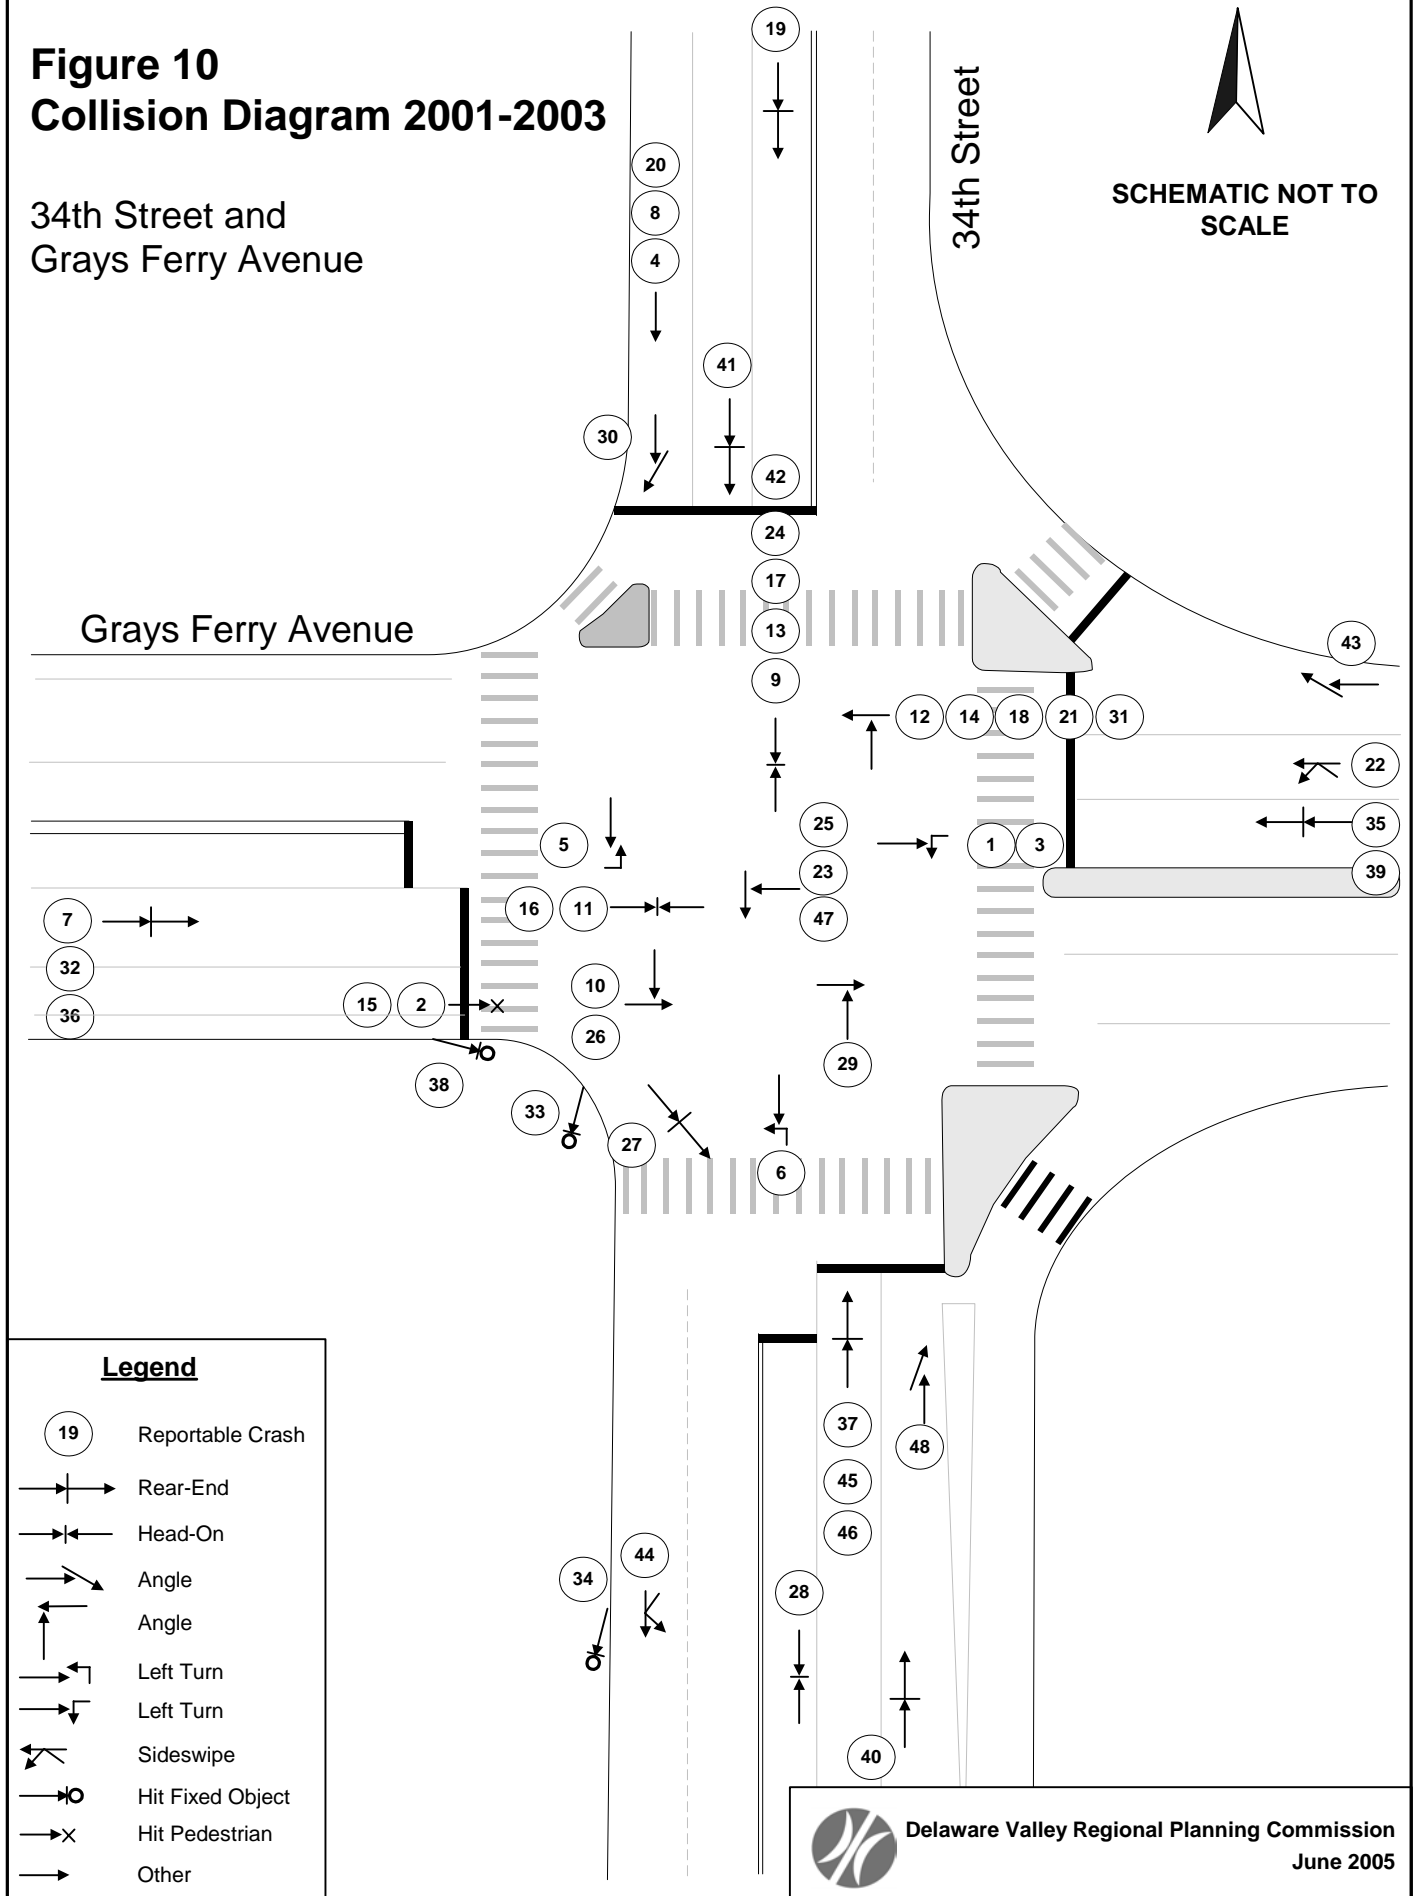 Figure 10
Collision Diagram 2001-2003
34th Street and
Grays Ferry Avenue
34th Street
SCHEMATIC NOT TO
SCALE
Grays Ferry Avenue
19
20
8
4
41
30
42
24
17
13
9
43
12 14 18 21 31
22
25
5
1 3
35
23
39
16 11
47
7
32
10
15 2
36
26
29
38
33
27
6
37
48
45
46
44
34
28
40
Legend
19 Reportable Crash
Rear-End
Head-On
Angle
Angle
Left Turn
Left Turn
Sideswipe
Hit Fixed Object
Hit Pedestrian
Other
Delaware Valley Regional Planning Commission
June 2005